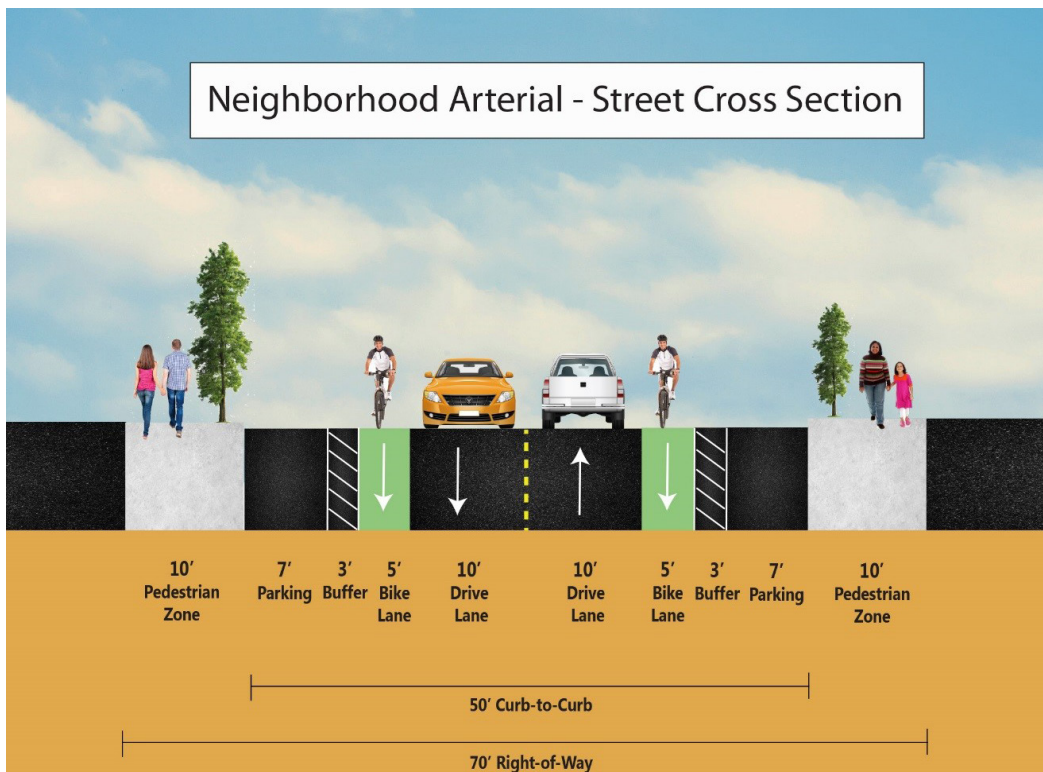 Neighborhood Arterial - Street Cross Section
10’
Pedestrian
Zone
7’
Parking
3’
Buffer
5’
Bike
Lane
10’
Drive
Lane
10’
Drive
Lane
5’
Bike
Lane
3’
Buffer
7’
Parking
10’
Pedestrian
Zone
50’ Curb-to-Curb
70’ Right-of-Way